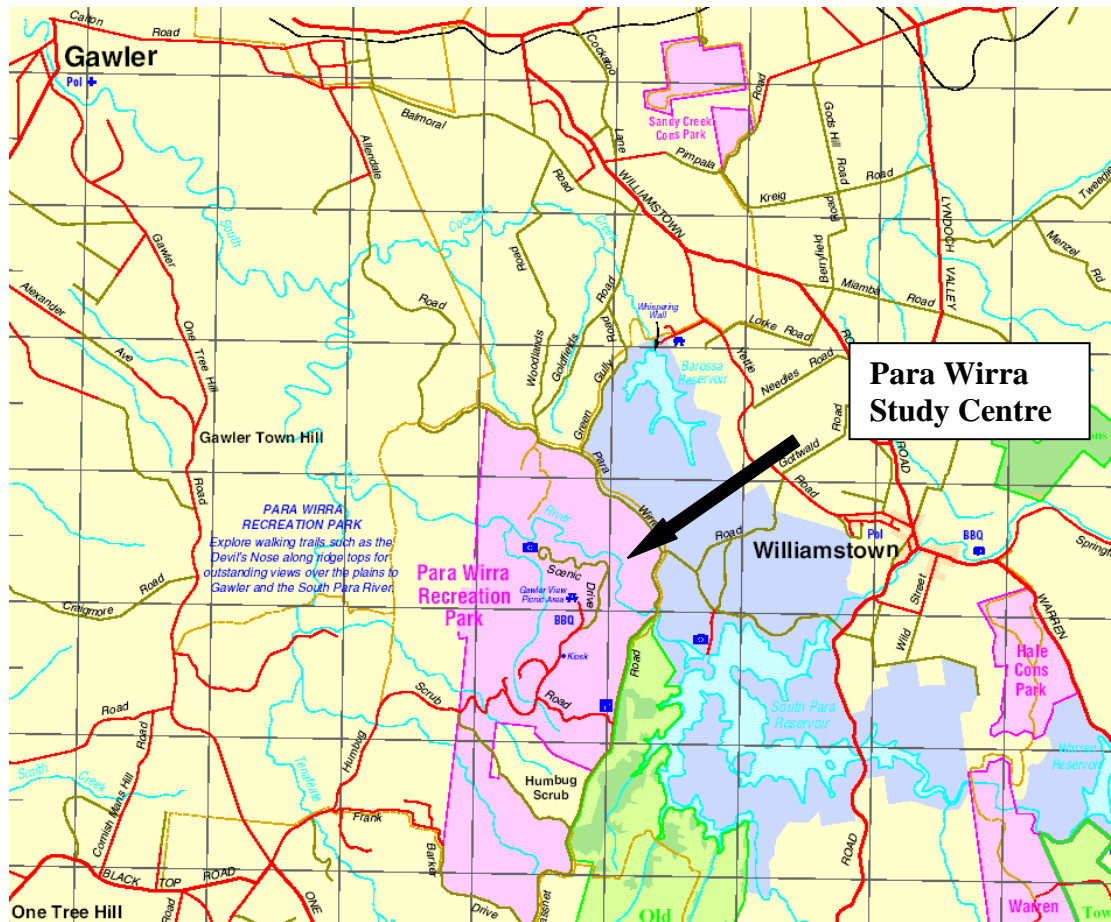 Calton
Road
Gawler
Pol
Balmoral
Road
Allendale
Road
Cockatoo
Lane
Sandy Creek
Cons Park
Road
Pimpala
Gods Hill
Road
Kreig
Road
Tweedie
WILLIAMSTOWN
LYNDOCH
VALLEY
Menzel
Rd
South
Para
Cockatoo
Creek
Woodlands
Road
Goldfields
Road
Green
Gully
Road
Gawler
One Tree Hill
Road
Alexander
Ave
Berryfield
Road
Miamba
Road
Whispering
Wall
Lorke
Road
Yettie
Needles
Road
Barossa
Reservoir
Para Wirra
Study Centre
Gawler Town Hill
Gottwald
Road
Road
ROAD
Para
Wirra
Road
PARA WIRRA
RECREATION PARK
Explore walking trails such as the
Devil's Nose along ridge tops for
outstanding views over the plains to
Gawler and the South Para River
River
Scenic
Drive
Para Wirra
Recreation
Park
Gawler View
Picnic Area
BBQ
Kiosk
Williamstown
Pol
BBQ
Springt
Street
Wild
WARREN
Craigmore
Road
Scrub
Road
Road
Hale
Cons
Park
South Para
Reservoir
Warren
Reservoir
Road
Smith
Creek
Cornish Mans Hill
Road
Tenafeate
Humbug
Humbug
Scrub
Frank
Barker
Drive
ROAD
BLACK TOP ROAD
ONE
One Tree Hill
Road
Old
Warren
Tow